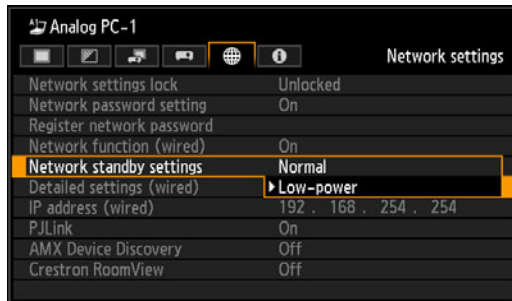 Analog PC-1
Network settings
Network settings lock Unlocked
Network password setting On
Register network password
Network function (wired) On
Network standby settings Normal
Detailed settings (wired) Low-power
IP address (wired) 192 . 168 . 254 . 254
PJLink On
AMX Device Discovery Off
Crestron RoomView Off